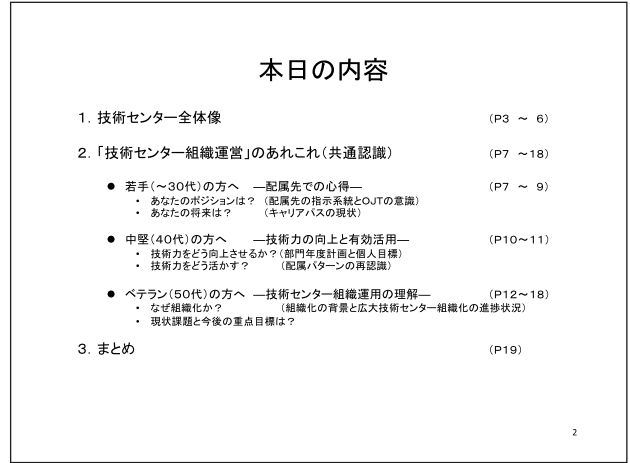 本日の内容
1. 技術センター全体像 (P3 ～ 6)
2. 「技術センター組織運営」のあれこれ(共通認識) (P7 ～18)
● 若手(～30代)の方へ ―配属先での心得― (P7 ～ 9)
・ あなたのポジションは? (配属先の指示系統とOJTの意識)
・ あなたの将来は? (キャリアパスの現状)
● 中堅(40代)の方へ ―技術力の向上と有効活用― (P10～11)
・ 技術力をどう向上させるか?(部門年度計画と個人目標)
・ 技術力をどう活かす? (配属パターンの再認識)
● ベテラン(50代)の方へ ―技術センター組織運用の理解― (P12～18)
・ なぜ組織化か? (組織化の背景と広大技術センター組織化の進捗状況)
・ 現状課題と今後の重点目標は?
3. まとめ (P19)
2